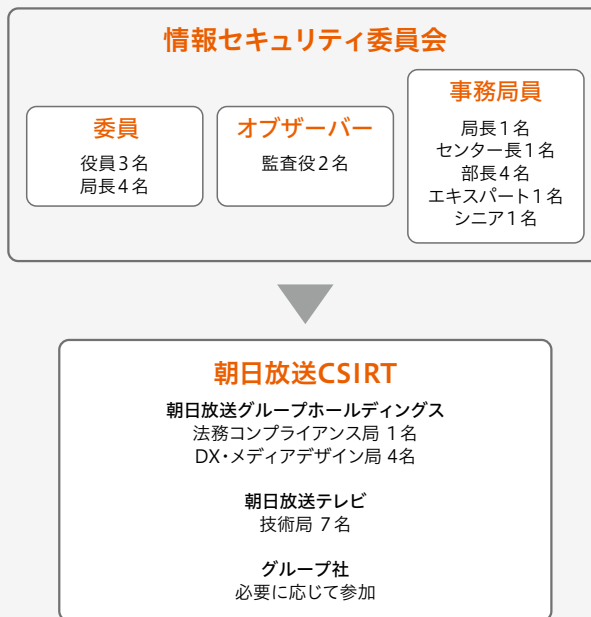 情報セキュリティ委員会
委員
役員3名
局長4名
オブザーバー
監査役2名
事務局員
局長1名
センター長1名
部長4名
エキスパート1名
シニア1名
朝日放送CSIRT
朝日放送グループホールディングス
法務コンプライアンス局 1名
DX・メディアデザイン局 4名
朝日放送テレビ
技術局 7名
グループ社
必要に応じて参加